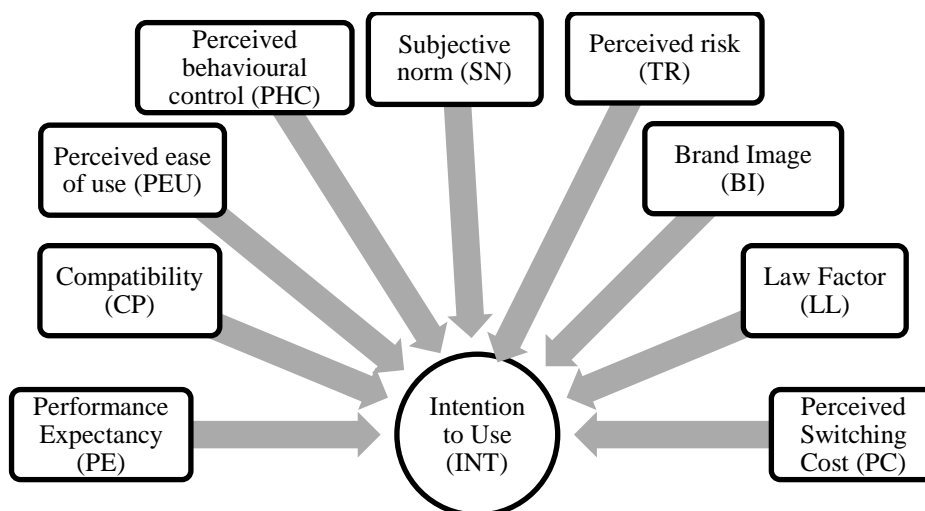 Perceived
behavioural
control (PHC)
Subjective
norm (SN)
Perceived risk
(TR)
Perceived ease
of use (PEU)
Brand Image
(BI)
Compatibility
(CP)
Law Factor
(LL)
Performance
Expectancy
(PE)
Intention
to Use
(INT)
Perceived
Switching
Cost (PC)